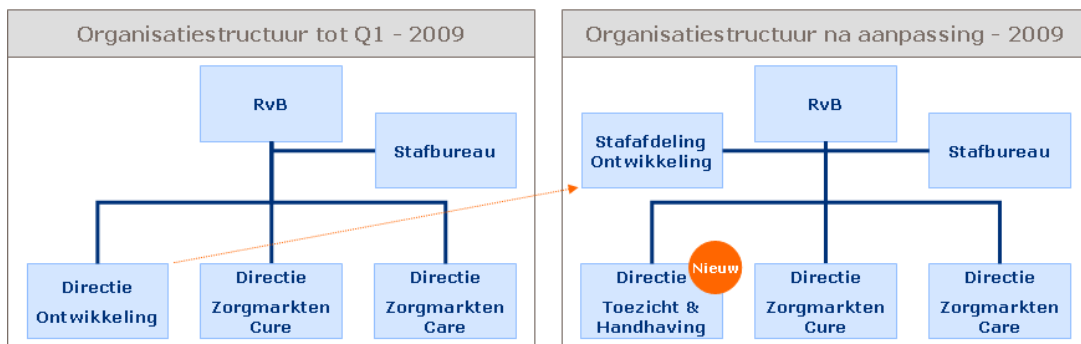 Organisatiestructuur tot Q1 - 2009
RvB
Stafbureau
Directie
Ontwikkeling
Directie
Zorgmarkten
Cure
Directie
Zorgmarkten
Care
Organisatiestructuur na aanpassing - 2009
RvB
Stafafdeling
Ontwikkeling
Stafbureau
Directie
Toezicht &
Handhaving
Nieuw
Directie
Zorgmarkten
Cure
Directie
Zorgmarkten
Care